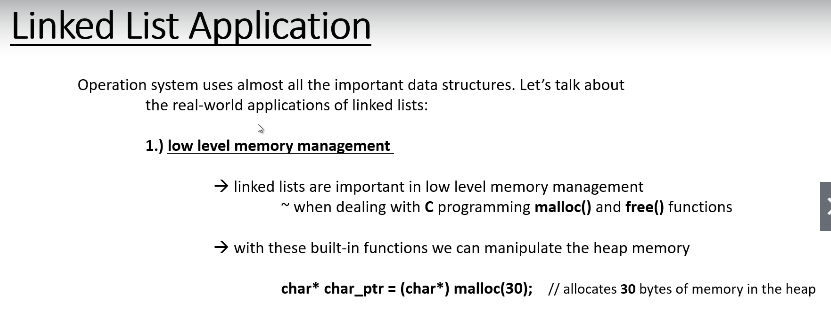 Linked List Application
Operation system uses almost all the important data structures. Let's talk about
the real-world applications of linked lists:
1.) low level memory management
→ linked lists are important in low level memory management
~ when dealing with C programming malloc() and free() functions
→ with these built-in functions we can manipulate the heap memory
char* char_ptr = (char*) malloc(30); // allocates 30 bytes of memory in the heap